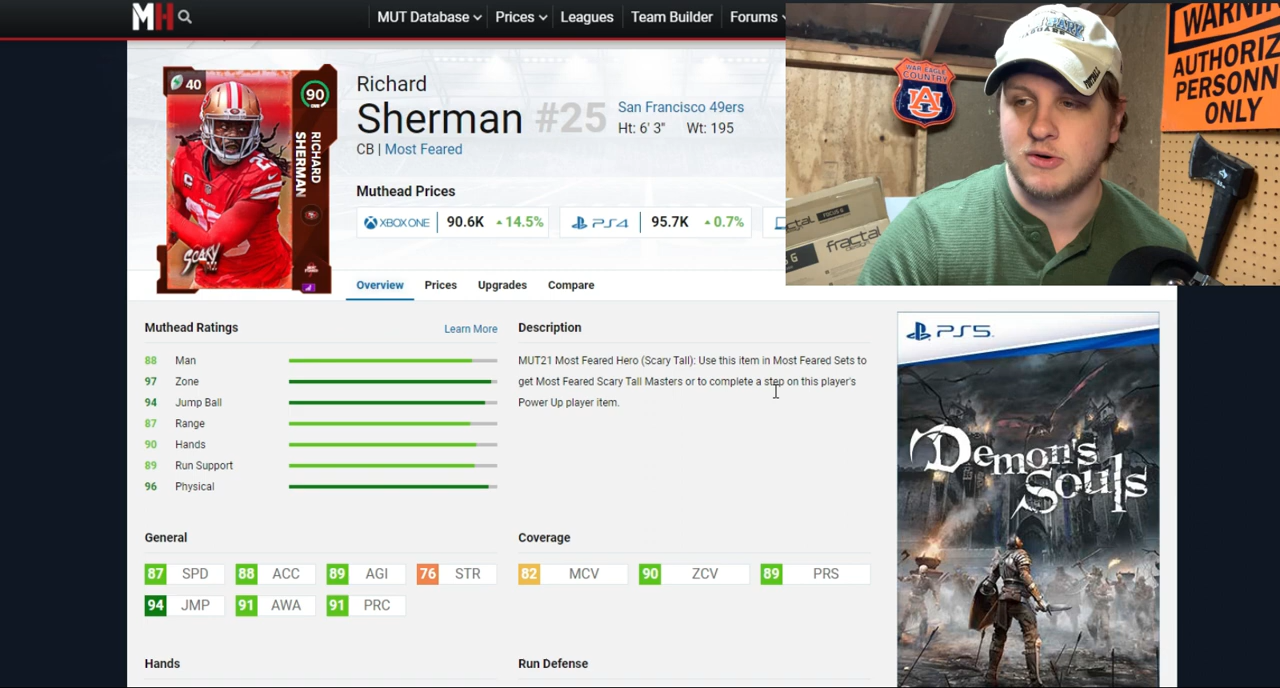 MH
MUT Database
Prices
Leagues
Team Builder
Forums
40
90
OVR
RICHARD
SHERMAN
SCARY
Richard
Sherman #25
San Francisco 49ers
Ht: 6' 3" Wt: 195
CB | Most Feared
Muthead Prices
XBOX ONE 90.6K 14.5%
PS4 95.7K 0.7%
Overview
Prices
Upgrades
Compare
WAR EAGLE
COUNTRY
AU
WARNIN
AUTHORIZ
PERSONN
ONLY
fractal
fractal
Muthead Ratings
Learn More
88 Man
97 Zone
94 Jump Ball
87 Range
90 Hands
89 Run Support
96 Physical
Description
MUT21 Most Feared Hero (Scary Tall): Use this item in Most Feared Sets to
get Most Feared Scary Tall Masters or to complete a step on this player's
Power Up player item.
General
87 SPD 88 ACC 89 AGI 76 STR
94 JMP 91 AWA 91 PRC
Coverage
82 MCV 90 ZCV 89 PRS
Hands
Run Defense
PS5
Demon's
Souls